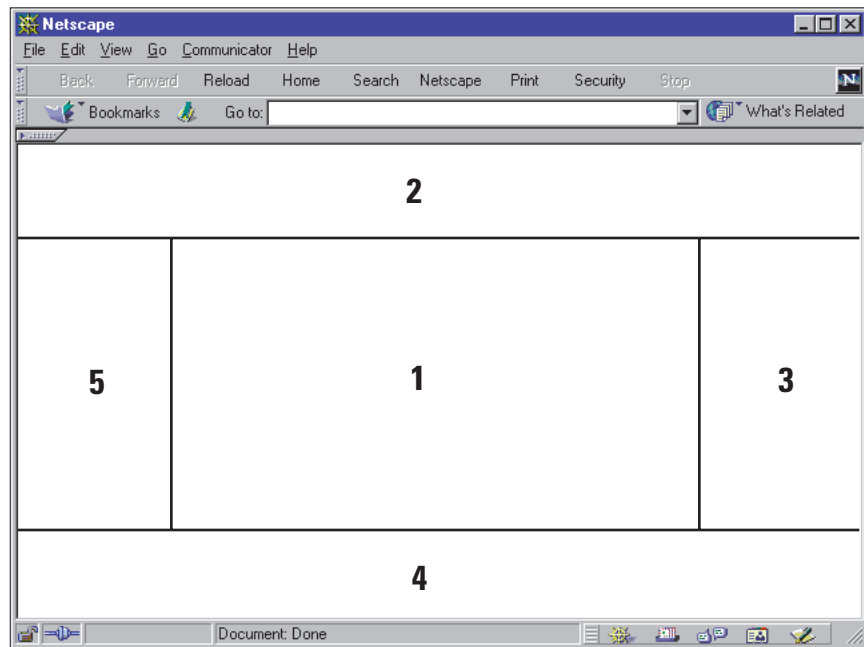 Netscape
File Edit View Go Communicator Help
Back Forward Reload Home Search Netscape Print Security Stop N
Bookmarks Go to: What's Related
2
5 1 3
4
Document: Done